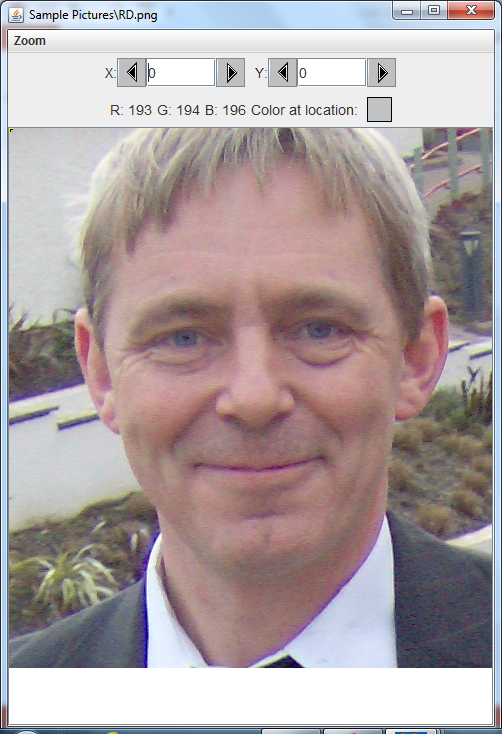 Sample Pictures\RD.png
Zoom
X: 0 Y: 0
R: 193 G: 194 B: 196 Color at location: